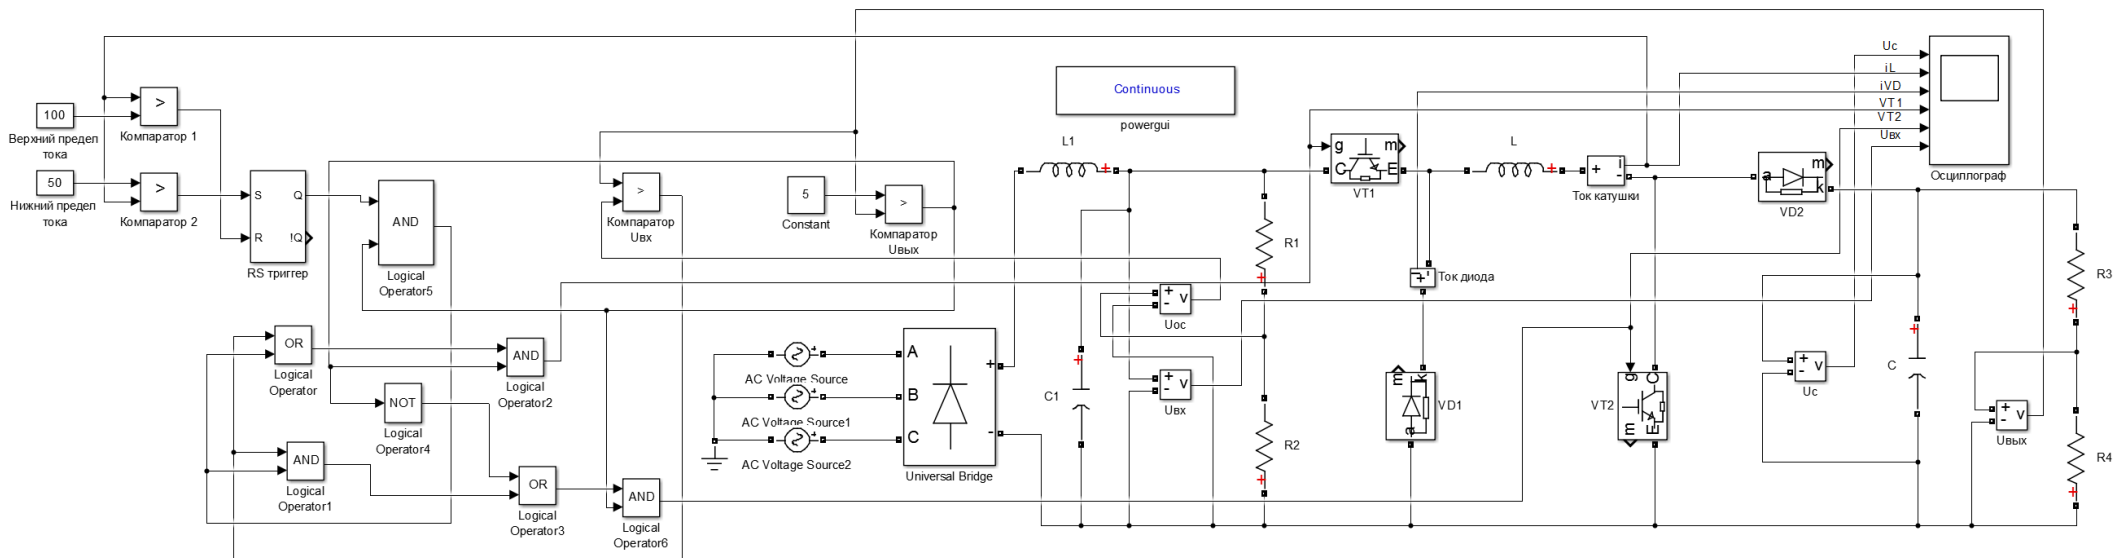 Continuous
powergui
100
Верхний предел
тока
>
Компаратор 1
50
Нижний предел
тока
>
Компаратор 2
S
Q
R
!Q
RS триггер
AND
Logical
Operator5
>
Компаратор
Uвх
5
Constant
>
Компаратор
Uвых
L1
R1
g
m
C
E
VT1
L
+
-
i
Ток катушки
a
m
k
VD2
Uc
iL
iVD
VT1
VT2
Uвх
Осциллограф
OR
Logical
Operator
AND
Logical
Operator2
NOT
Logical
Operator4
AND
Logical
Operator1
OR
Logical
Operator3
AND
Logical
Operator6
AC Voltage Source
AC Voltage Source1
AC Voltage Source2
A
B
C
+
-
Universal Bridge
C1
+
-
v
Uос
+
-
v
Uвх
R2
Ток диода
m
k
a
VD1
g
C
m
E
VT2
+
-
v
Uc
C
R3
+
-
v
Uвых
R4